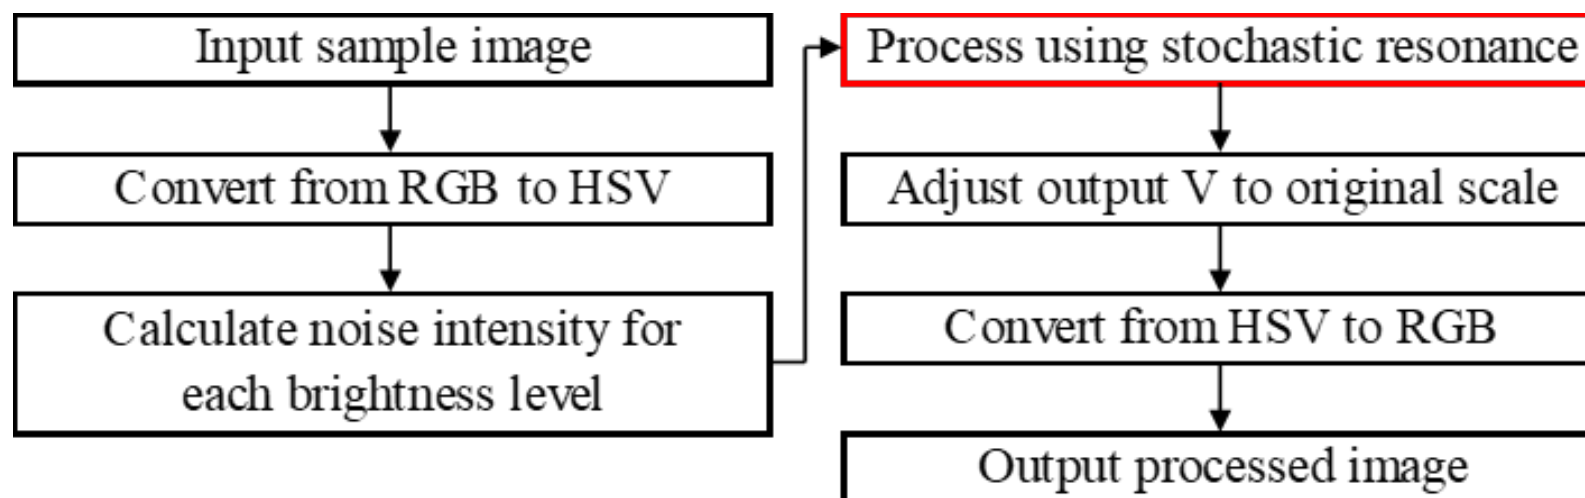 Input sample image
Convert from RGB to HSV
Calculate noise intensity for
each brightness level
Process using stochastic resonance
Adjust output V to original scale
Convert from HSV to RGB
Output processed image